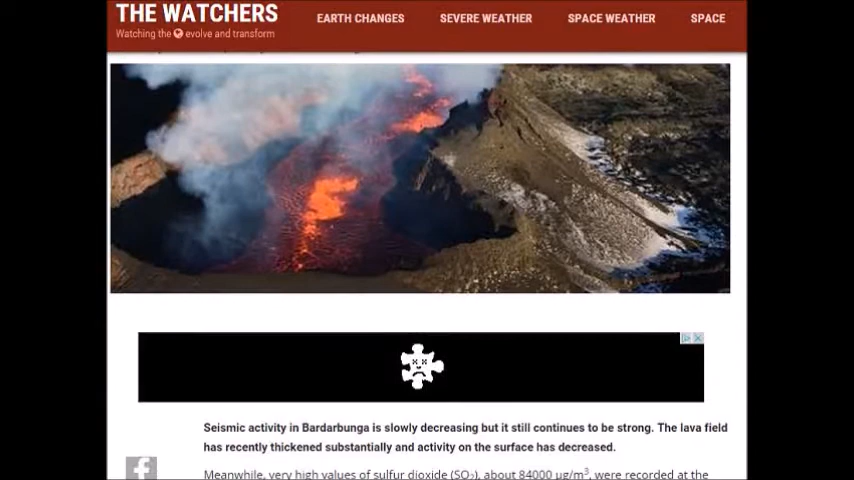 THE WATCHERS
Watching the evolve and transform
EARTH CHANGES
SEVERE WEATHER
SPACE WEATHER
SPACE
Seismic activity in Bardarbunga is slowly decreasing but it still continues to be strong. The lava field
has recently thickened substantially and activity on the surface has decreased.
Meanwhile, very high values of sulfur dioxide (SO₂), about 84000 µg/m³, were recorded at the